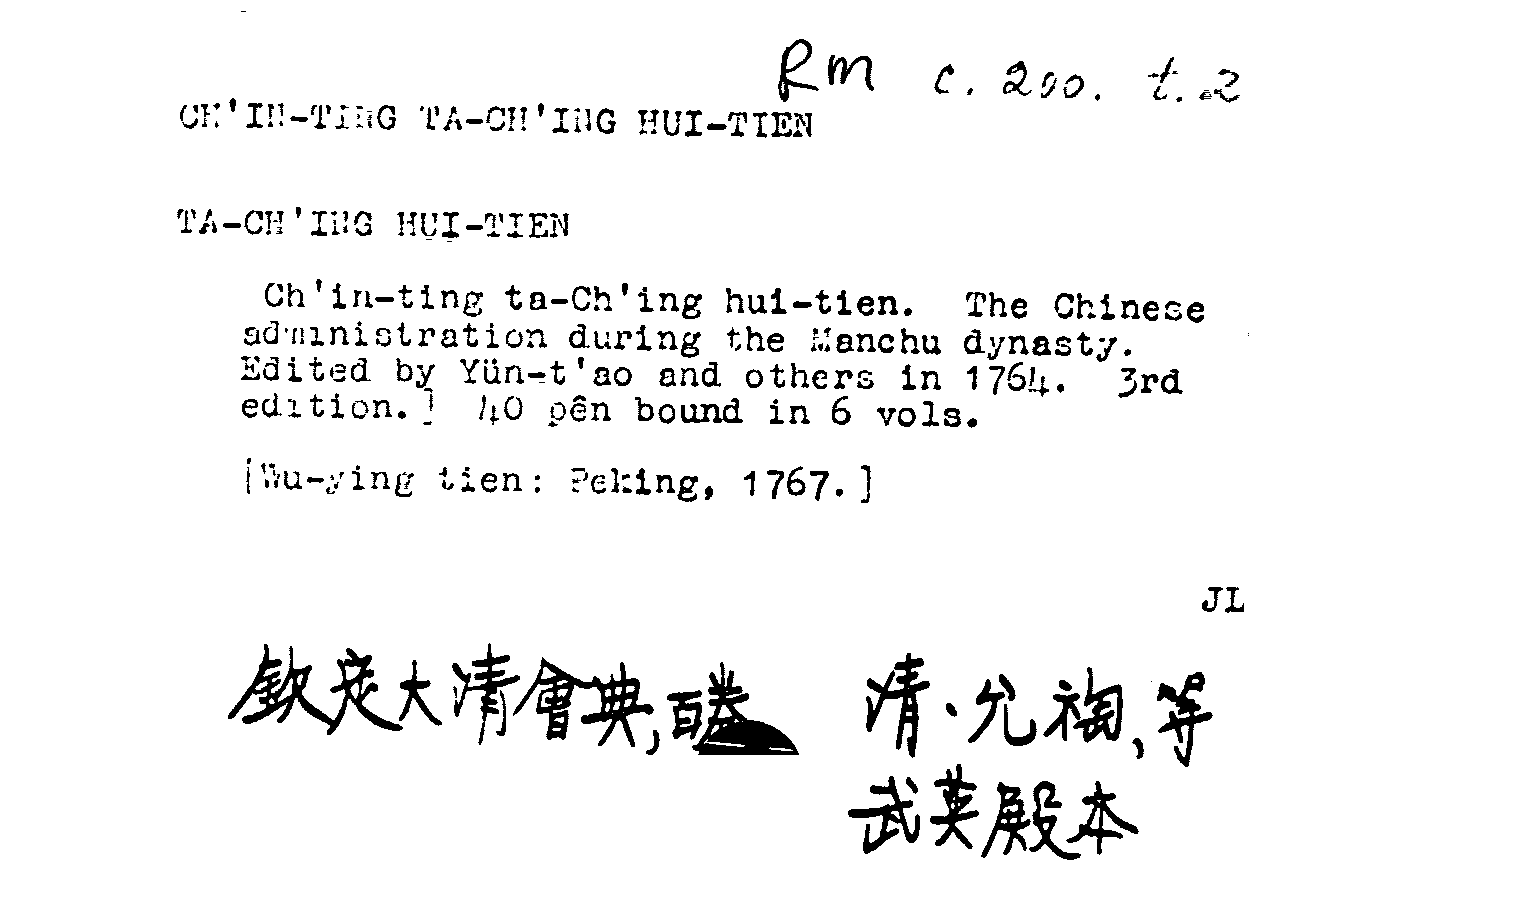 Rm c. 200. t. 2
CH'IN-TING TA-CH'ING HUI-TIEN
TA-CH'ING HUI-TIEN
Ch'in-ting ta-Ch'ing hui-tien. The Chinese
administration during the Manchu dynasty.
Edited by Yün-t'ao and others in 1764. 3rd
edition.] 40 pên bound in 6 vols.
[Wu-ying tien: Peking, 1767.]
JL
欽定大清會典,百卷 清·允祹,等
武英殿本